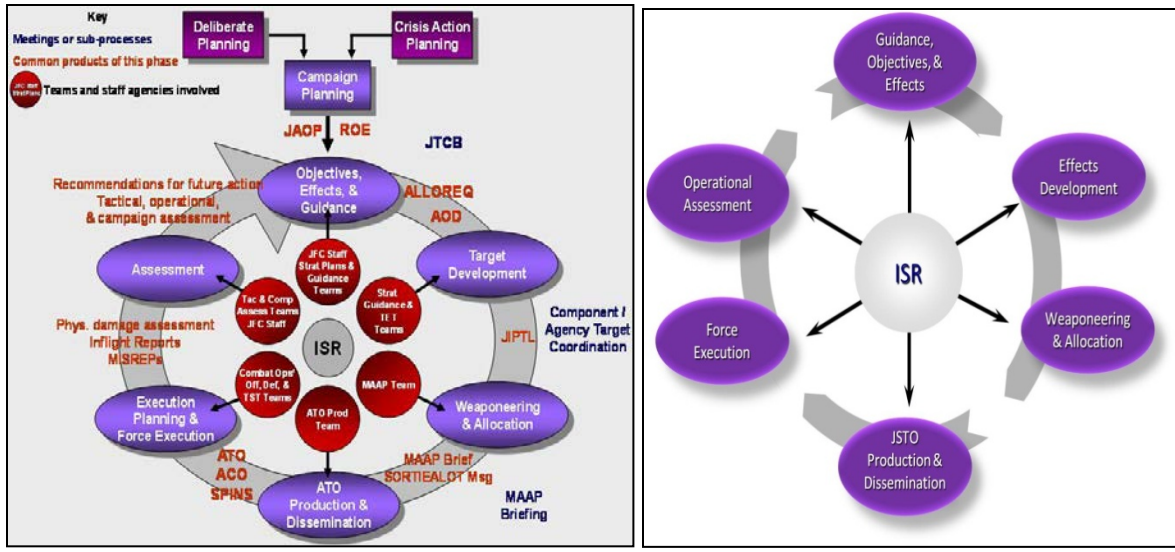 Key
Meetings or sub-processes
Common products of this phase
Teams and staff agencies involved
Deliberate
Planning
Crisis Action
Planning
Campaign
Planning
JAOP
ROE
JTCB
Objectives,
Effects, &
Guidance
ALLOREQ
AOD
Recommendations for future action
Tactical, operational,
& campaign assessment
Assessment
Target
Development
JFC Staff
Strat Plans &
Guidance
Teams
Tac & Comp
Assess Teams
JFC Staff
Strat
Guidance &
TET
Teams
ISR
Component /
Agency Target
Coordination
JIPTL
Phys. damage assessment
Inflight Reports
MISREPs
Combat Ops'
Off, Def, &
TST Teams
MAAP Team
ATO Prod
Team
Execution
Planning &
Force Execution
Weaponeering
& Allocation
ATO
ACO
SPINS
MAAP Brief
SORTIEALOT Msg
ATO
Production &
Dissemination
MAAP
Briefing
Guidance,
Objectives, &
Effects
Operational
Assessment
Effects
Development
ISR
Force
Execution
Weaponeering
& Allocation
JSTO
Production &
Dissemination